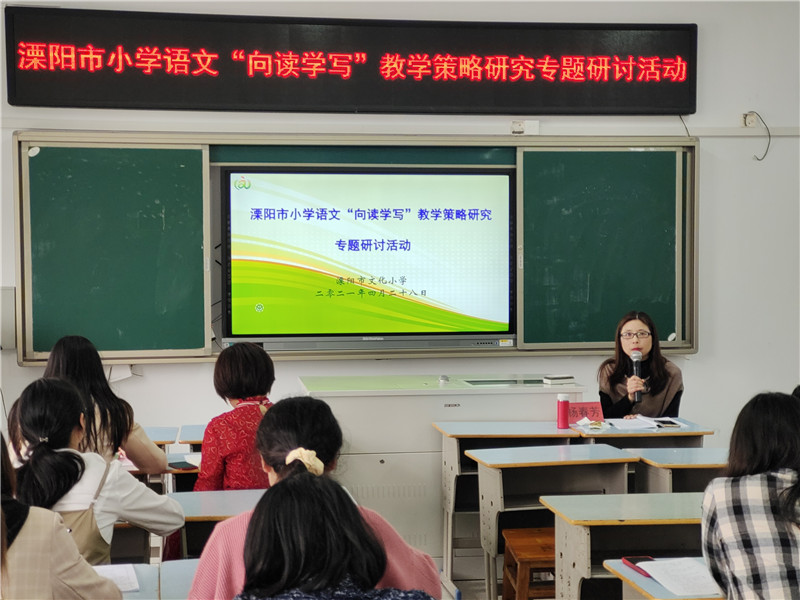 溧阳市小学语文“向读学写”教学策略研究专题研讨活动
溧阳市小学语文“向读学写”教学策略研究
专题研讨活动
溧阳市文化小学
二零二一年四月二十八日
杨春芳